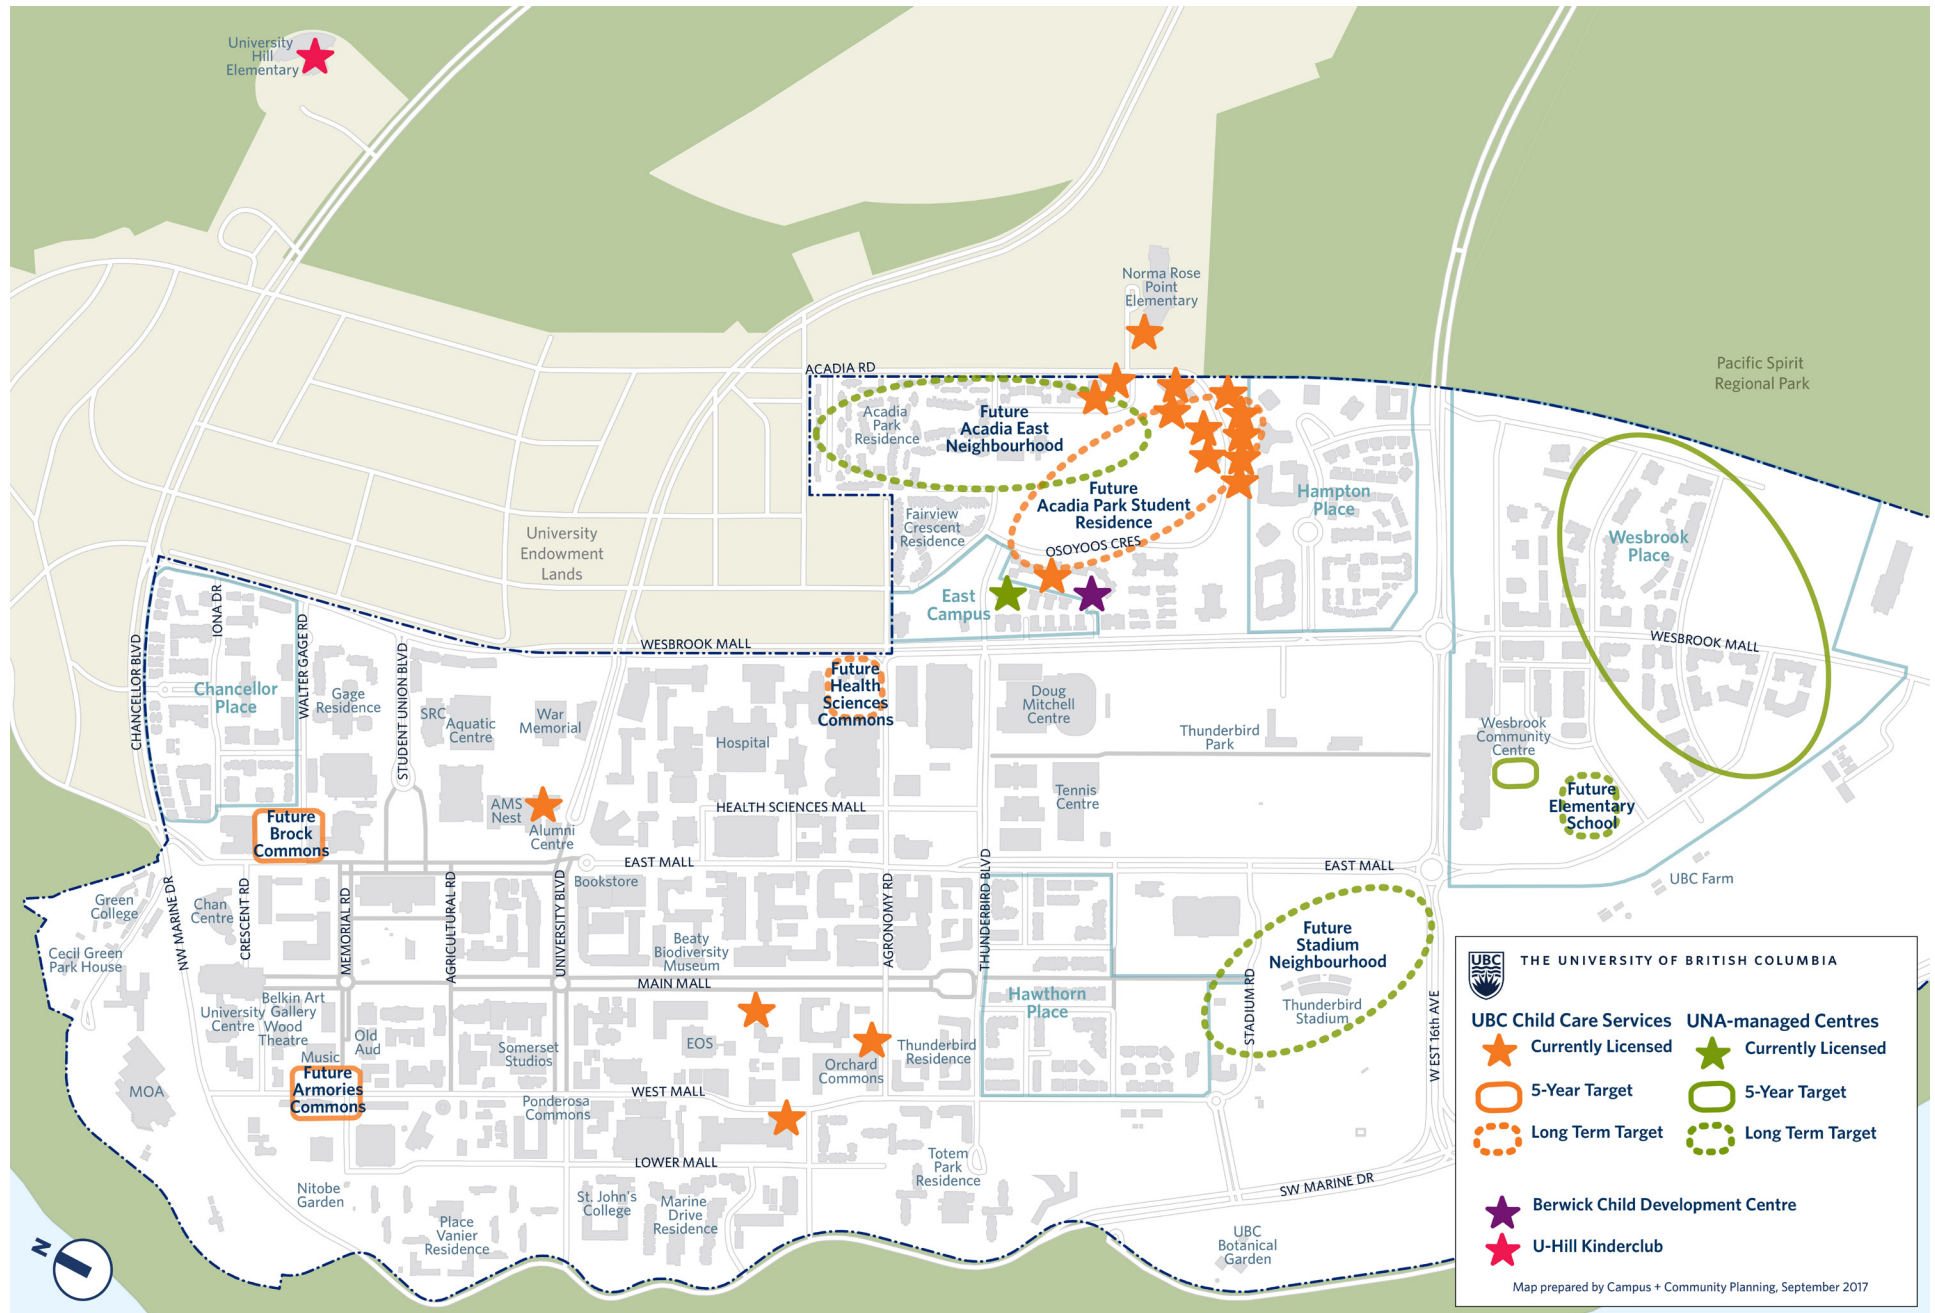 University
Hill
Elementary
Norma Rose
Point
Elementary
Pacific Spirit
Regional Park
ACADIA RD
Acadia
Park
Residence
Future
Acadia East
Neighbourhood
Future
Acadia Park Student
Residence
Hampton
Place
Fairview
Crescent
Residence
OSOYOOS CRES
University
Endowment
Lands
Wesbrook
Place
East
Campus
IONA DR
WALTER GAGE RD
CHANCELLOR BLVD
STUDENT UNION BLVD
WESBROOK MALL
WESBROOK MALL
Chancellor
Place
Gage
Residence
SRC
Aquatic
Centre
War
Memorial
Hospital
Future
Health
Sciences
Commons
Doug
Mitchell
Centre
Thunderbird
Park
Wesbrook
Community
Centre
Tennis
Centre
Future
Elementary
School
AMS
Nest
Alumni
Centre
HEALTH SCIENCES MALL
Future
Brock
Commons
EAST MALL
EAST MALL
Bookstore
UBC Farm
Green
College
Chan
Centre
NW MARINE DR
CRESCENT RD
MEMORIAL RD
AGRICULTURAL RD
UNIVERSITY BLVD
AGRONOMY RD
THUNDERBIRD BLVD
Cecil Green
Park House
Beaty
Biodiversity
Museum
MAIN MALL
Future
Stadium
Neighbourhood
Thunderbird
Stadium
STADIUM RD
W EST 16th AVE
Hawthorn
Place
Belkin Art
Gallery
University
Centre
Wood
Theatre
Old
Aud
Music
Future
Armories
Commons
MOA
Somerset
Studios
EOS
Orchard
Commons
Thunderbird
Residence
WEST MALL
Ponderosa
Commons
LOWER MALL
Totem
Park
Residence
SW MARINE DR
Nitobe
Garden
Place
Vanier
Residence
St. John's
College
Marine
Drive
Residence
UBC
Botanical
Garden
N
UBC
THE UNIVERSITY OF BRITISH COLUMBIA
UBC Child Care Services
Currently Licensed
5-Year Target
Long Term Target
UNA-managed Centres
Currently Licensed
5-Year Target
Long Term Target
Berwick Child Development Centre
U-Hill Kinderclub
Map prepared by Campus + Community Planning, September 2017